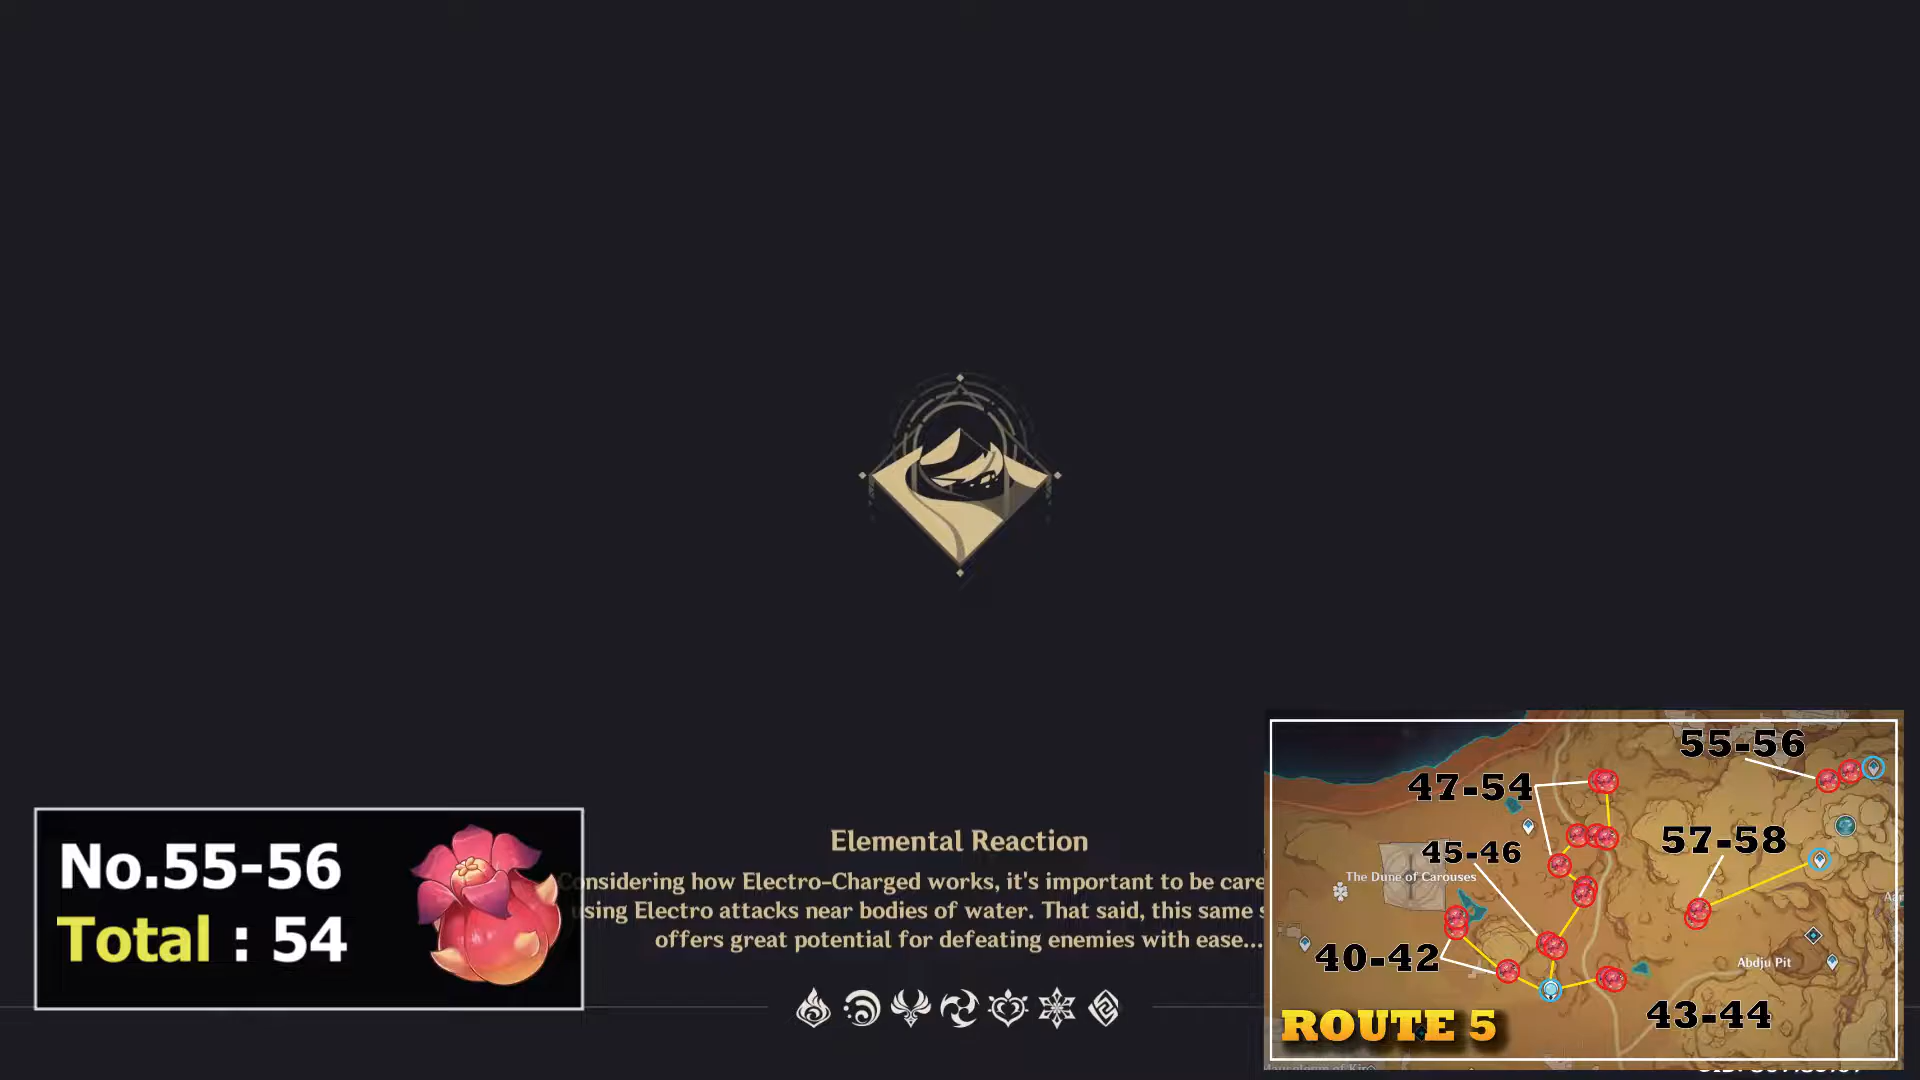 Elemental Reaction
Considering how Electro-Charged works, it's important to be care
using Electro attacks near bodies of water. That said, this same s
offers great potential for defeating enemies with ease...
No.55-56
Total : 54
55-56
47-54
57-58
45-46
The Dune of Carouses
40-42
Abdju Pit
43-44
ROUTE 5